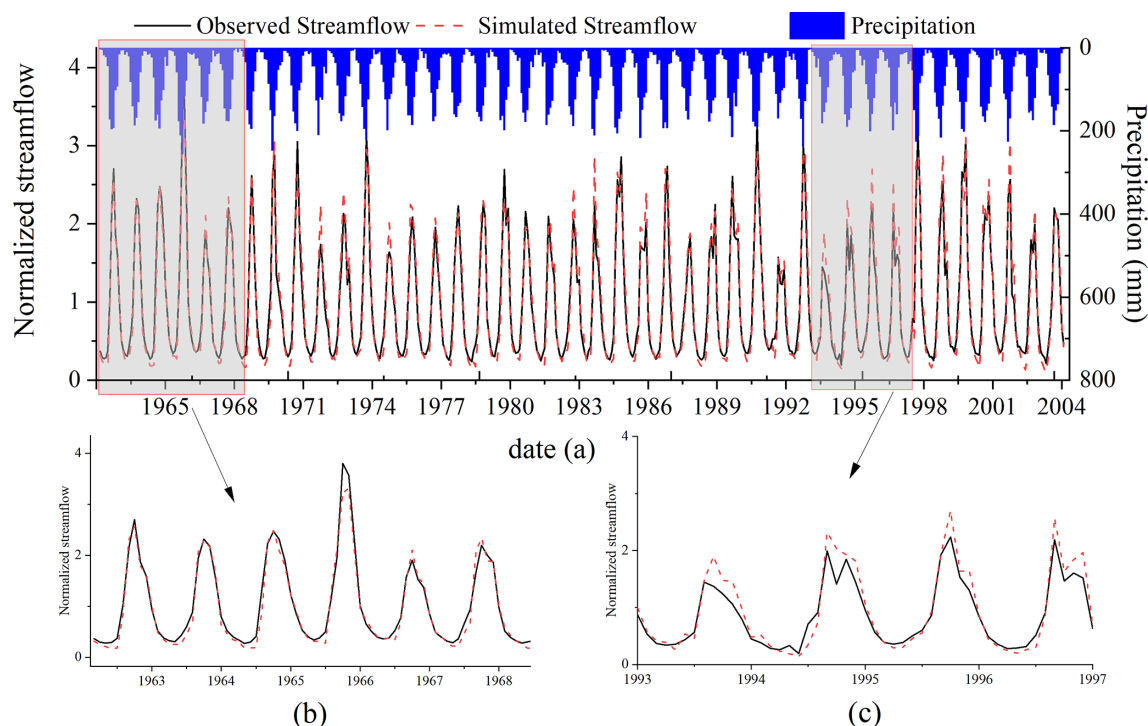 Observed Streamflow Simulated Streamflow Precipitation
Normalized streamflow
4
3
2
1
0
0
200
400
600
800
Precipitation (mm)
1965 1968 1971 1974 1977 1980 1983 1986 1989 1992 1995 1998 2001 2004
date (a)
Normalized streamflow
4
2
0
1963 1964 1965 1966 1967 1968
(b)
Normalized streamflow
4
2
0
1993 1994 1995 1996 1997
(c)